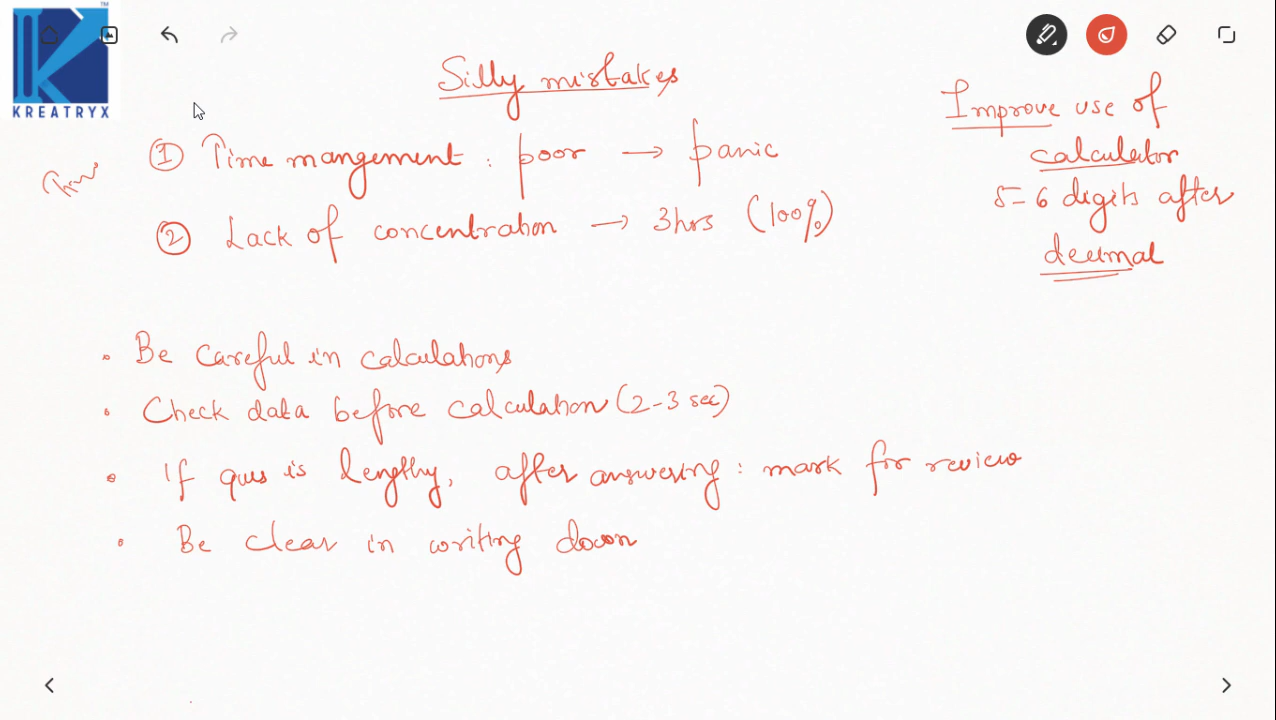 KREATRYX
TM
Silly mistakes
① Time mangement : poor → panic
② Lack of concentration → 3hrs (100%)
Improve use of
calculator
5-6 digits after
decimal
• Be careful in calculations
• Check data before calculation (2-3 sec)
• If ques is lengthy, after answering : mark for review
• Be clear in writing down